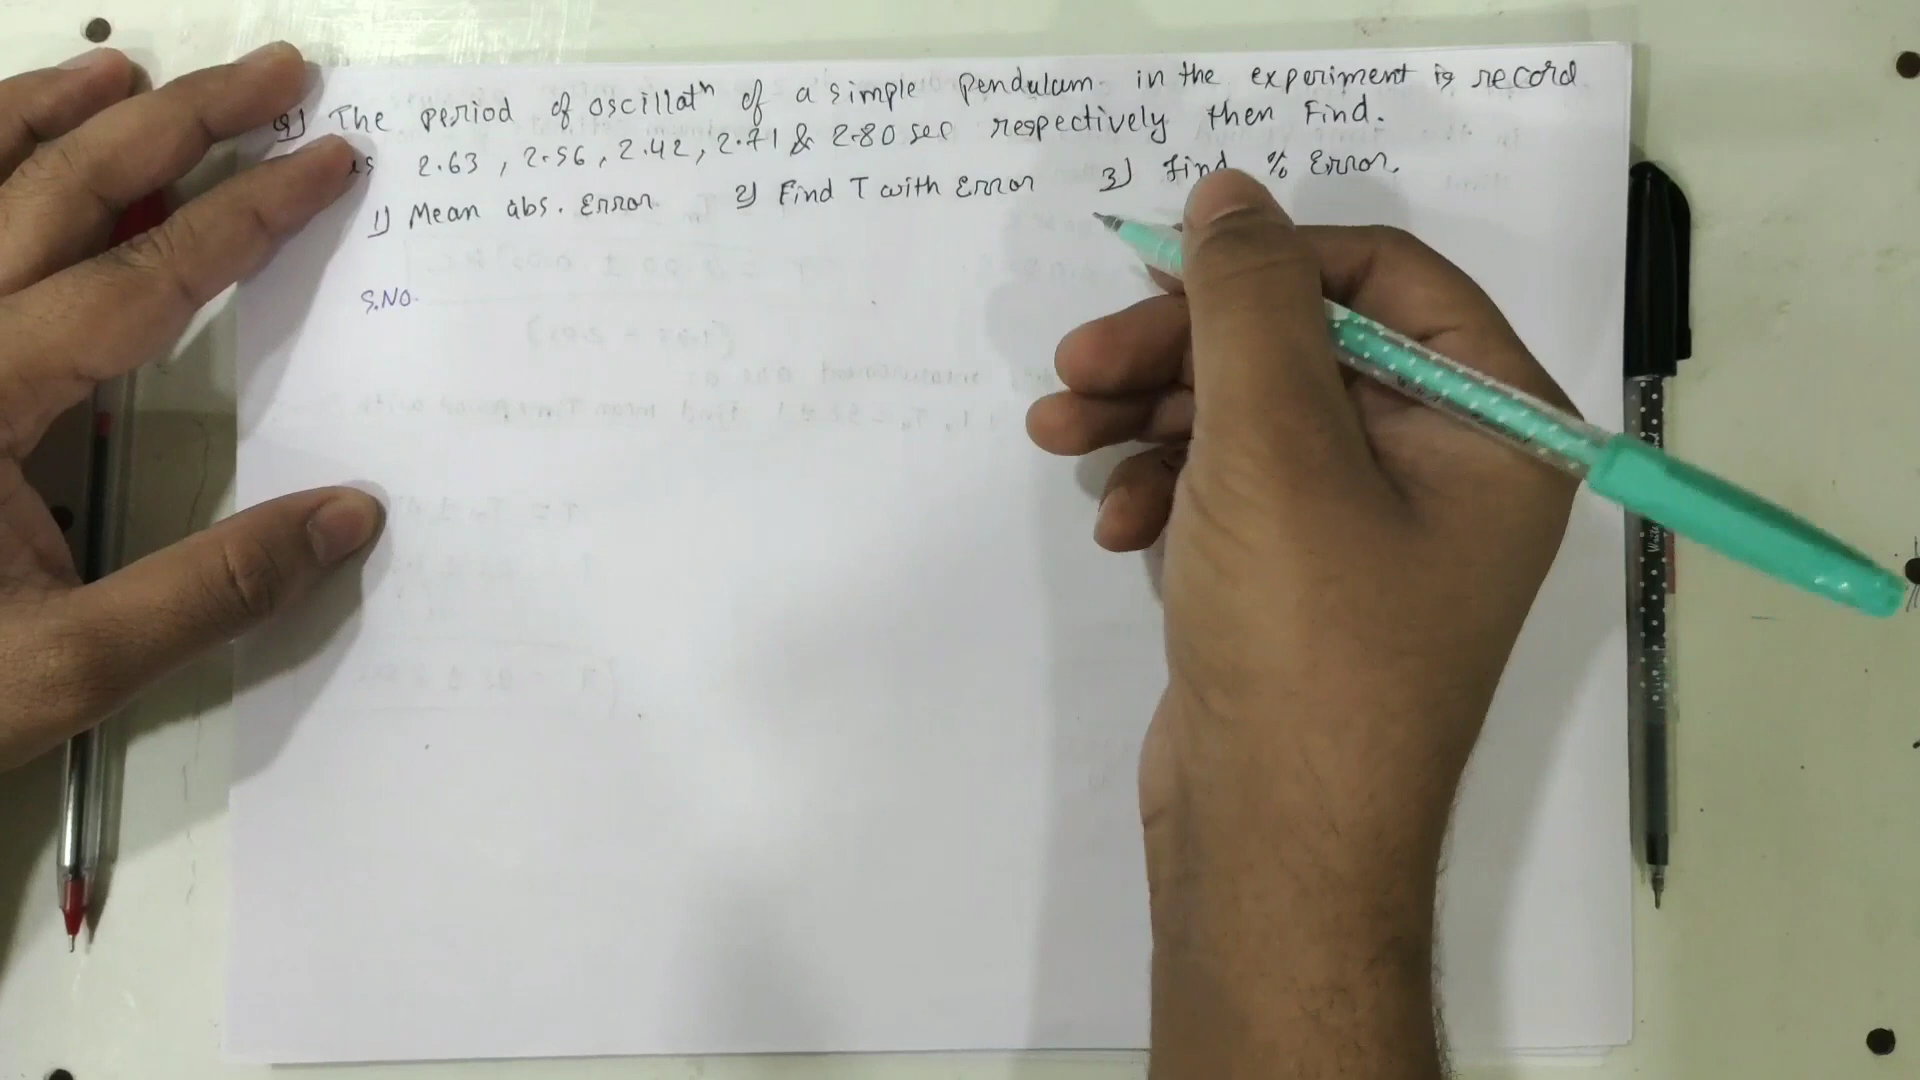 Q) The period of oscillatn of a simple pendulam in the experiment is record
is 2.63, 2.56, 2.42, 2.71 & 2.80 sec respectively then Find.
1) Mean abs. Error 2) Find T with Error 3) find % Error.
S.NO.